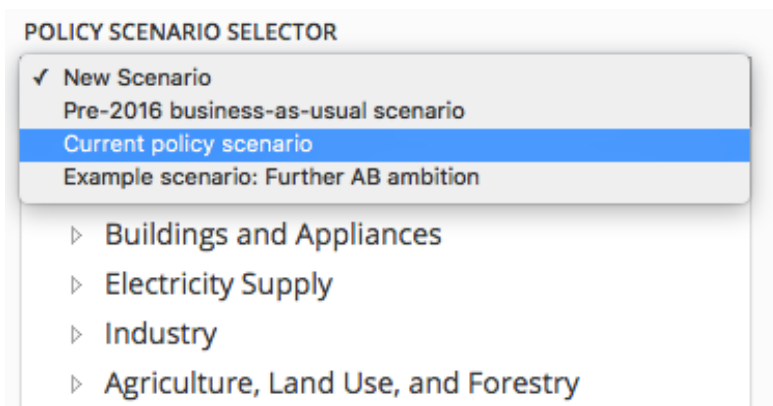 POLICY SCENARIO SELECTOR
✓ New Scenario
Pre-2016 business-as-usual scenario
Current policy scenario
Example scenario: Further AB ambition
▷ Buildings and Appliances
▷ Electricity Supply
▷ Industry
▷ Agriculture, Land Use, and Forestry